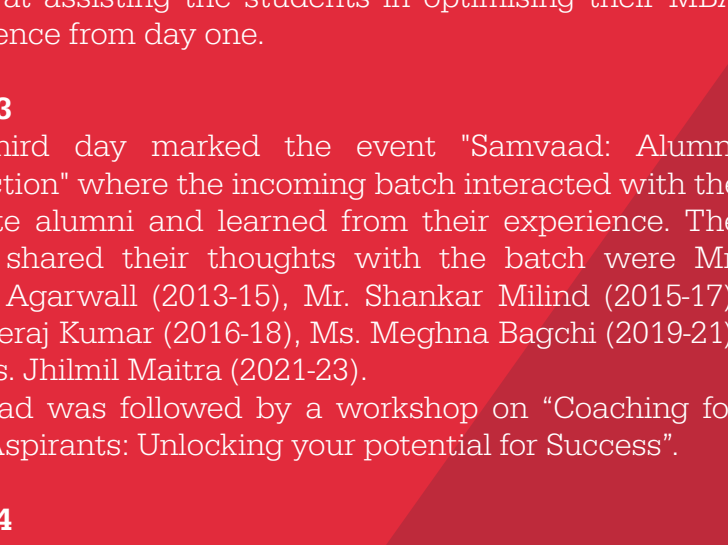 at assisting the students in optimising their MBA
ence from day one.
3
hird day marked the event "Samvaad: Alumn
ction" where the incoming batch interacted with the
te alumni and learned from their experience. The
shared their thoughts with the batch were Mr
Agarwall (2013-15), Mr. Shankar Milind (2015-17)
eraj Kumar (2016-18), Ms. Meghna Bagchi (2019-21)
s. Jhilmil Maitra (2021-23).
ad was followed by a workshop on “Coaching fo
Aspirants: Unlocking your potential for Success”.
4